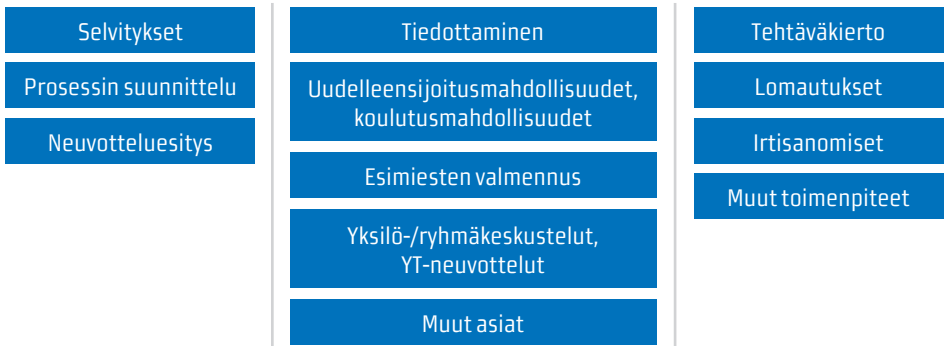 Selvitykset
Prosessin suunnittelu
Neuvotteluesitys
Tiedottaminen
Uudelleensijoitusmahdollisuudet,
koulutusmahdollisuudet
Esimiesten valmennus
Yksilö-/ryhmäkeskustelut,
YT-neuvottelut
Muut asiat
Tehtäväkierto
Lomautukset
Irtisanomiset
Muut toimenpiteet